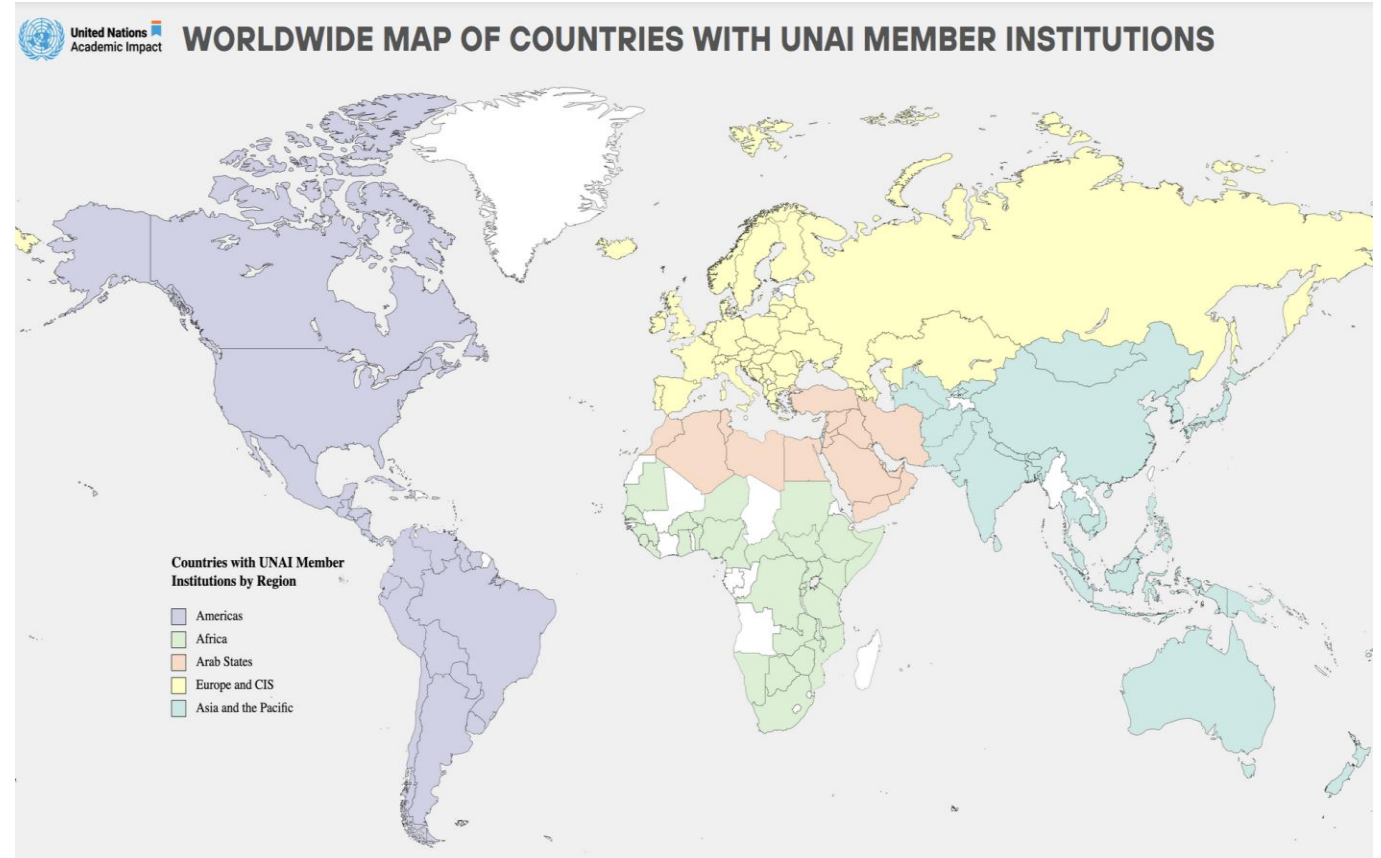 United Nations
Academic Impact
WORLDWIDE MAP OF COUNTRIES WITH UNAI MEMBER INSTITUTIONS
Countries with UNAI Member
Institutions by Region
Americas
Africa
Arab States
Europe and CIS
Asia and the Pacific